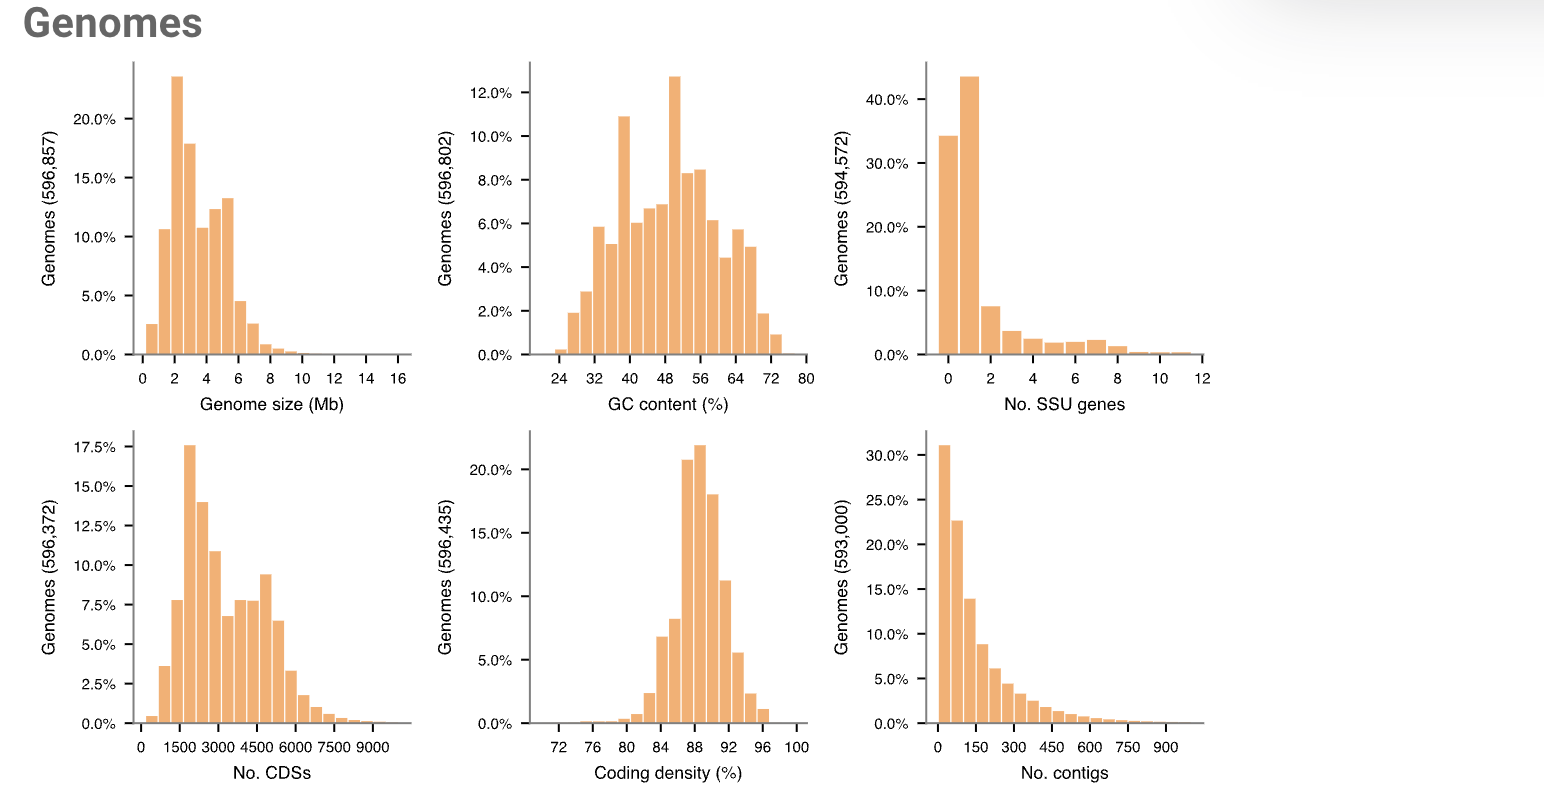 Genomes
Genomes (596,857)
20.0%
15.0%
10.0%
5.0%
0.0%
0 2 4 6 8 10 12 14 16
Genome size (Mb)
Genomes (596,802)
12.0%
10.0%
8.0%
6.0%
4.0%
2.0%
0.0%
24 32 40 48 56 64 72 80
GC content (%)
Genomes (594,572)
40.0%
30.0%
20.0%
10.0%
0.0%
0 2 4 6 8 10 12
No. SSU genes
Genomes (596,372)
17.5%
15.0%
12.5%
10.0%
7.5%
5.0%
2.5%
0.0%
0 1500 3000 4500 6000 7500 9000
No. CDSs
Genomes (596,435)
20.0%
15.0%
10.0%
5.0%
0.0%
72 76 80 84 88 92 96 100
Coding density (%)
Genomes (593,000)
30.0%
25.0%
20.0%
15.0%
10.0%
5.0%
0.0%
0 150 300 450 600 750 900
No. contigs